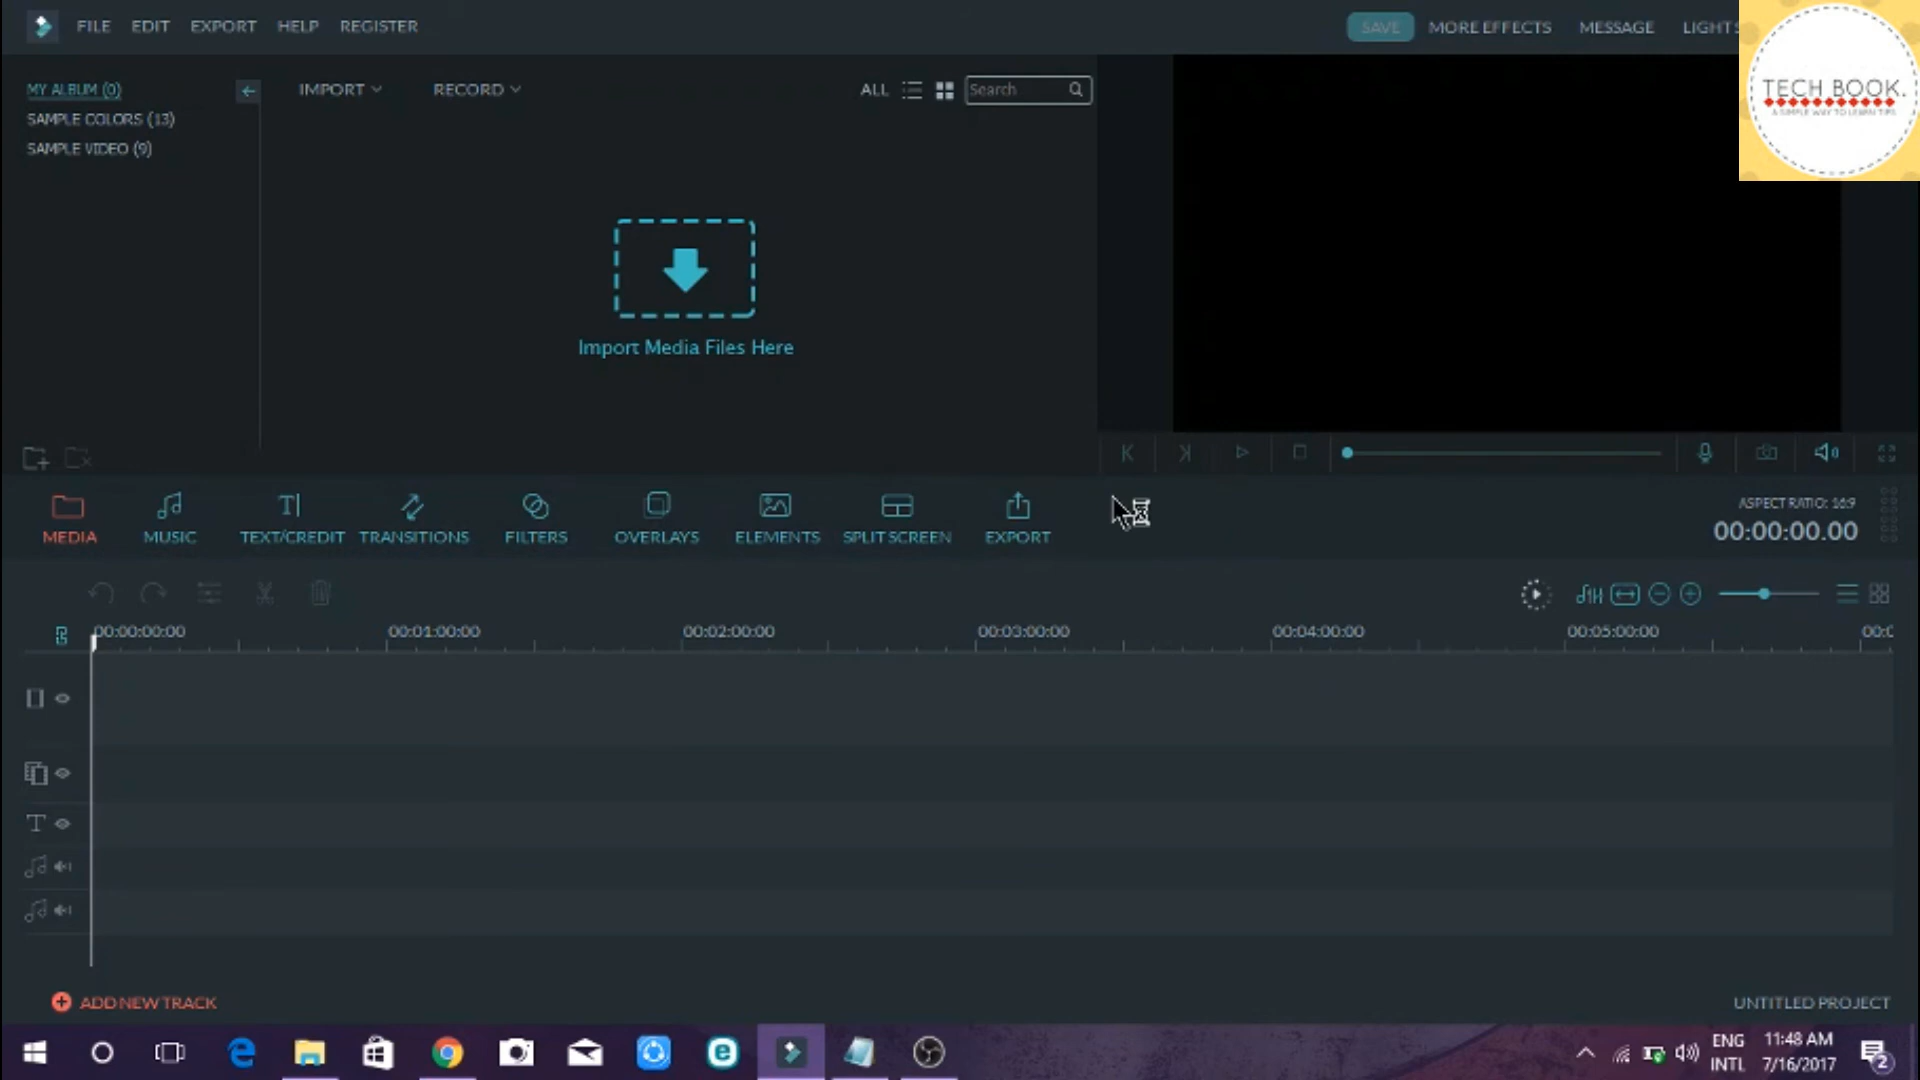 FILE EDIT EXPORT HELP REGISTER
SAVE MORE EFFECTS MESSAGE LIGHTS
TECH BOOK.
A SIMPLE WAY TO LEARN TIPS
MY ALBUM (0)
SAMPLE COLORS (13)
SAMPLE VIDEO (9)
IMPORT RECORD ALL Search
Import Media Files Here
MEDIA MUSIC TEXT/CREDIT TRANSITIONS FILTERS OVERLAYS ELEMENTS SPLIT SCREEN EXPORT
ASPECT RATIO: 16:9
00:00:00.00
00:00:00:00 00:01:00:00 00:02:00:00 00:03:00:00 00:04:00:00 00:05:00:00 00:0
ADD NEW TRACK
UNTITLED PROJECT
ENG 11:48 AM
INTL 7/16/2017
2